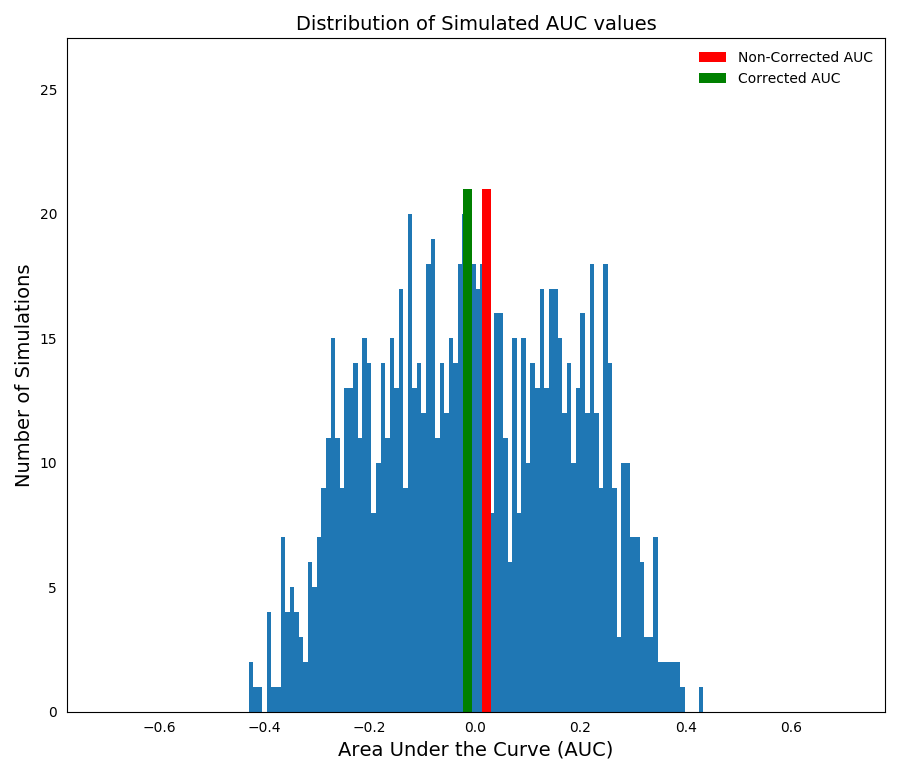 Distribution of Simulated AUC values
Non-Corrected AUC
Corrected AUC
Number of Simulations
25
20
15
10
5
0
−0.6
−0.4
−0.2
0.0
0.2
0.4
0.6
Area Under the Curve (AUC)